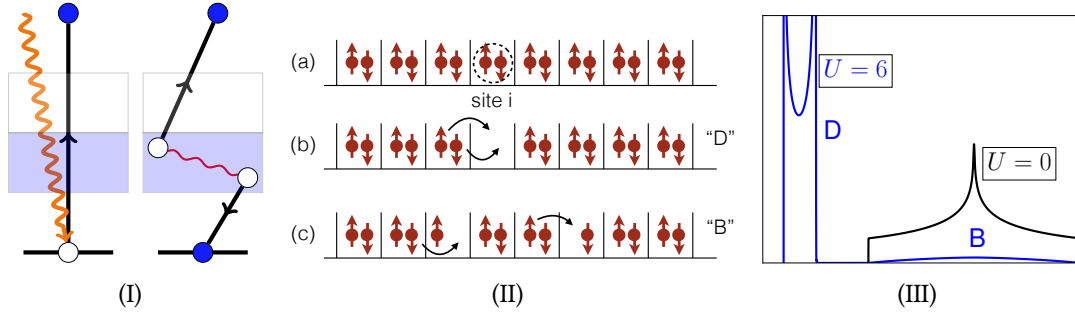 (a)
site i
(b)
“D”
(c)
“B”
U = 6
D
U = 0
B
(I)
(II)
(III)